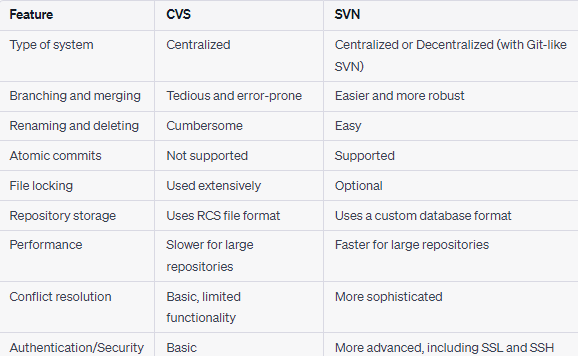 Feature CVS SVN
Type of system Centralized Centralized or Decentralized (with Git-like
SVN)
Branching and merging Tedious and error-prone Easier and more robust
Renaming and deleting Cumbersome Easy
Atomic commits Not supported Supported
File locking Used extensively Optional
Repository storage Uses RCS file format Uses a custom database format
Performance Slower for large Faster for large repositories
repositories
Conflict resolution Basic, limited More sophisticated
functionality
Authentication/Security Basic More advanced, including SSL and SSH